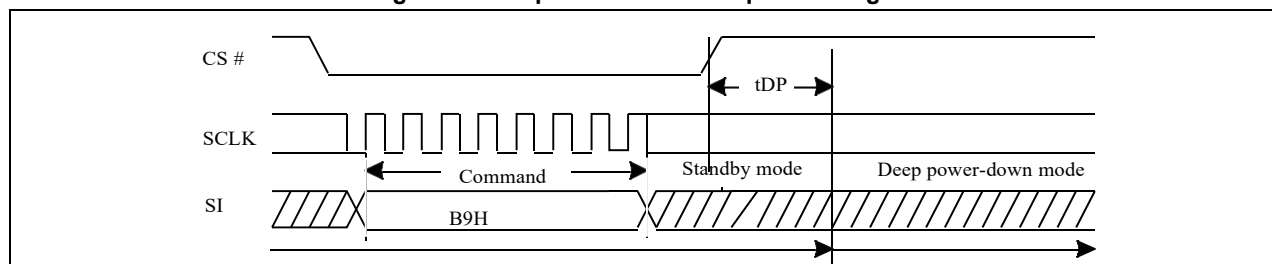 CS #
tDP
SCLK
Standby mode
Deep power-down mode
Command
SI
B9H